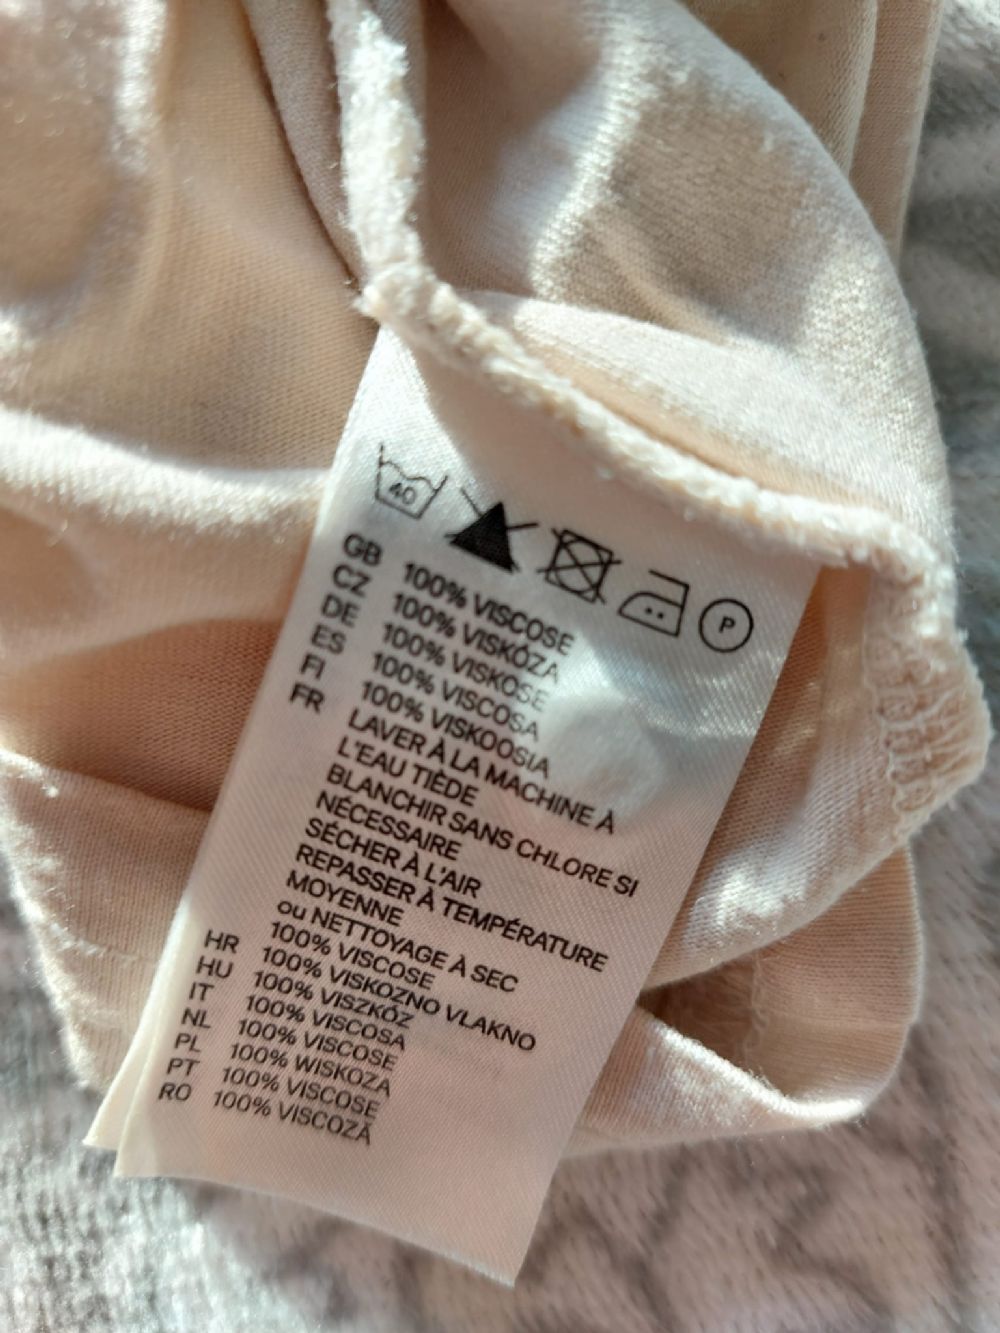 40
P
GB 100% VISCOSE
CZ 100% VISKÓZA
DE 100% VISKOSE
ES 100% VISCOSA
FI 100% VISKOOSIA
FR LAVER À LA MACHINE À
L'EAU TIÈDE
BLANCHIR SANS CHLORE SI
NÉCESSAIRE
SÉCHER À L'AIR
REPASSER À TEMPÉRATURE
MOYENNE
OU NETTOYAGE À SEC
100% VISCOSE
HR 100% VISKOZNO VLAKNO
HU 100% VISZKÓZ
IT 100% VISCOSA
NL 100% VISCOSE
PL 100% WISKOZA
PT 100% VISCOSE
RO 100% VISCOZĂ